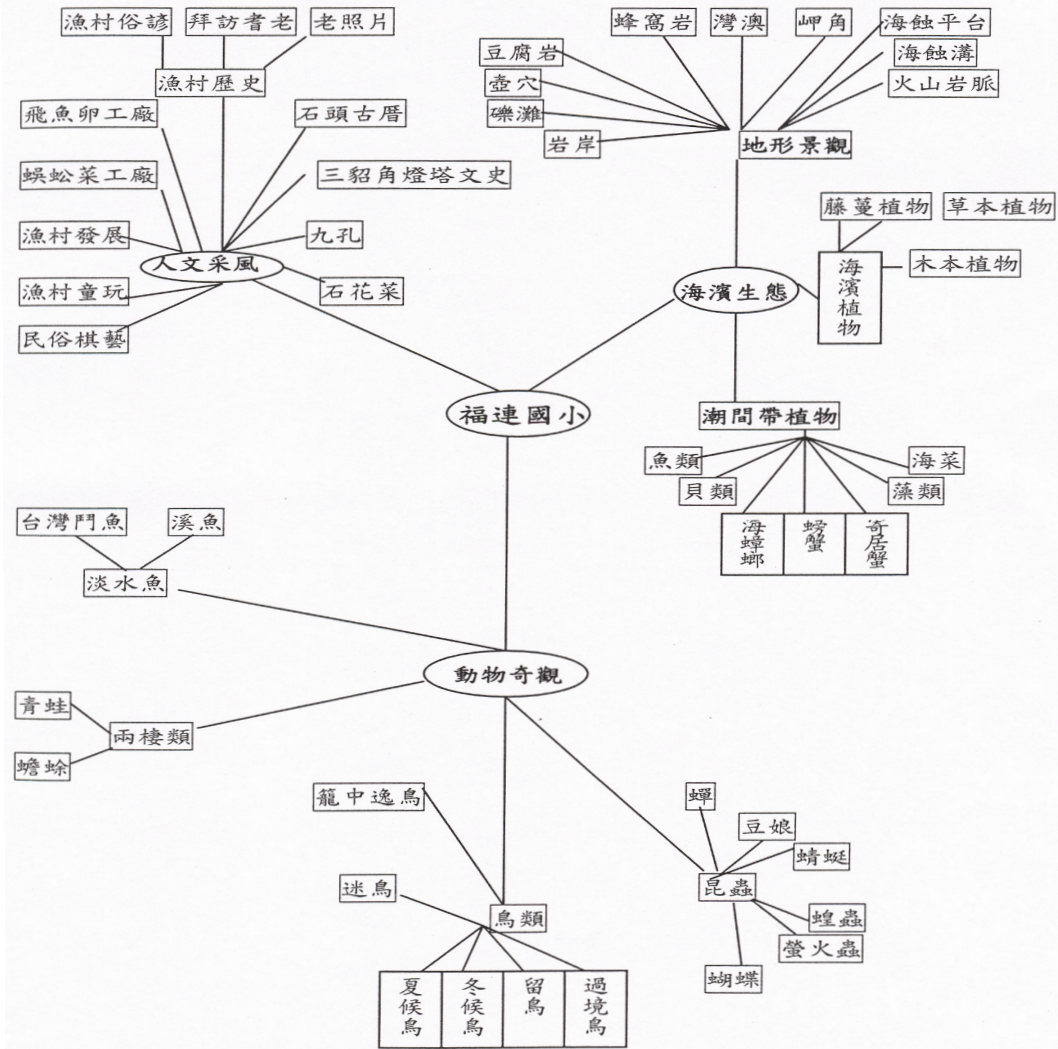 漁村俗諺
拜訪耆老
老照片
漁村歷史
飛魚卵工廠
石頭古厝
蜈蚣菜工廠
三貂角燈塔文史
漁村發展
九孔
人文采風
漁村童玩
石花菜
民俗棋藝
蜂窩岩
灣澳
岬角
海蝕平台
豆腐岩
海蝕溝
壺穴
火山岩脈
礫灘
岩岸
地形景觀
藤蔓植物
草本植物
海濱植物
木本植物
海濱生態
福連國小
潮間帶植物
魚類
海菜
貝類
藻類
海蟑螂
螃蟹
寄居蟹
台灣鬥魚
溪魚
淡水魚
動物奇觀
青蛙
兩棲類
蟾蜍
籠中逸鳥
迷鳥
鳥類
夏候鳥
冬候鳥
留鳥
過境鳥
蟬
豆娘
蜻蜓
昆蟲
蝗蟲
螢火蟲
蝴蝶